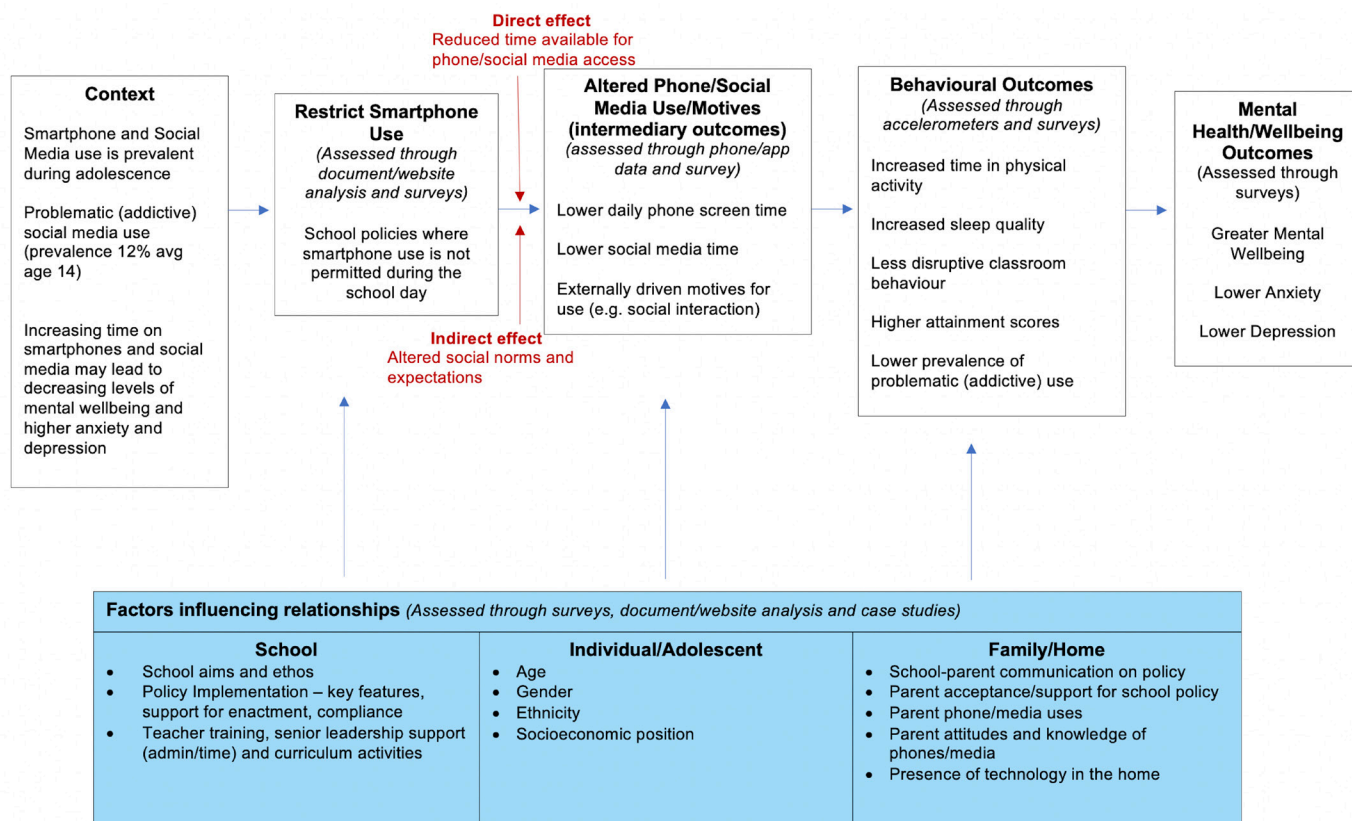 Direct effect
Reduced time available for
phone/social media access
Context
Smartphone and Social
Media use is prevalent
during adolescence
Problematic (addictive)
social media use
(prevalence 12% avg
age 14)
Increasing time on
smartphones and social
media may lead to
decreasing levels of
mental wellbeing and
higher anxiety and
depression
Restrict Smartphone
Use
(Assessed through
document/website
analysis and surveys)
School policies where
smartphone use is not
permitted during the
school day
Indirect effect
Altered social norms and
expectations
Altered Phone/Social
Media Use/Motives
(intermediary outcomes)
(assessed through phone/app
data and survey)
Lower daily phone screen time
Lower social media time
Externally driven motives for
use (e.g. social interaction)
Behavioural Outcomes
(Assessed through
accelerometers and surveys)
Increased time in physical
activity
Increased sleep quality
Less disruptive classroom
behaviour
Higher attainment scores
Lower prevalence of
problematic (addictive) use
Mental
Health/Wellbeing
Outcomes
(Assessed through
surveys)
Greater Mental
Wellbeing
Lower Anxiety
Lower Depression
Factors influencing relationships (Assessed through surveys, document/website analysis and case studies)
School
• School aims and ethos
• Policy Implementation – key features,
support for enactment, compliance
• Teacher training, senior leadership support
(admin/time) and curriculum activities
Individual/Adolescent
• Age
• Gender
• Ethnicity
• Socioeconomic position
Family/Home
• School-parent communication on policy
• Parent acceptance/support for school policy
• Parent phone/media uses
• Parent attitudes and knowledge of
phones/media
• Presence of technology in the home